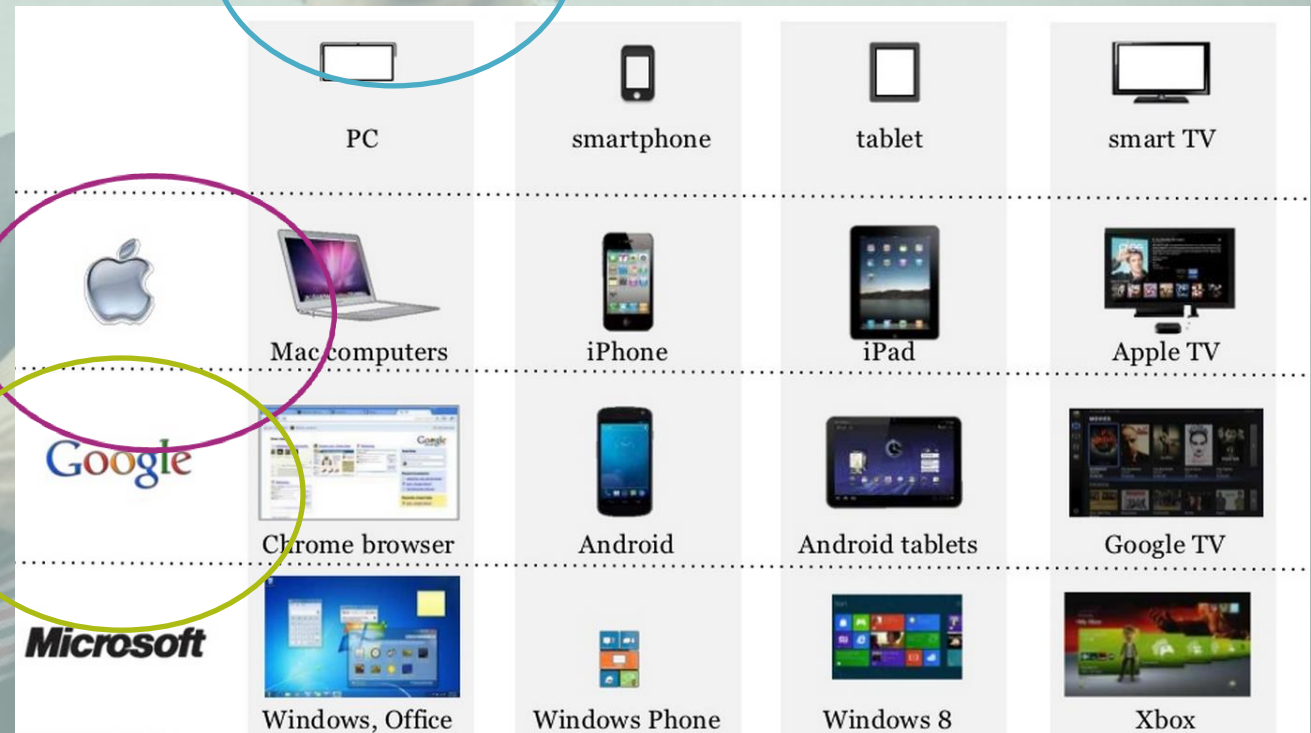 PC
smartphone
tablet
smart TV
Mac computers
iPhone
iPad
Apple TV
Google
Chrome browser
Android
Android tablets
Google TV
Microsoft
Windows, Office
Windows Phone
Windows 8
Xbox